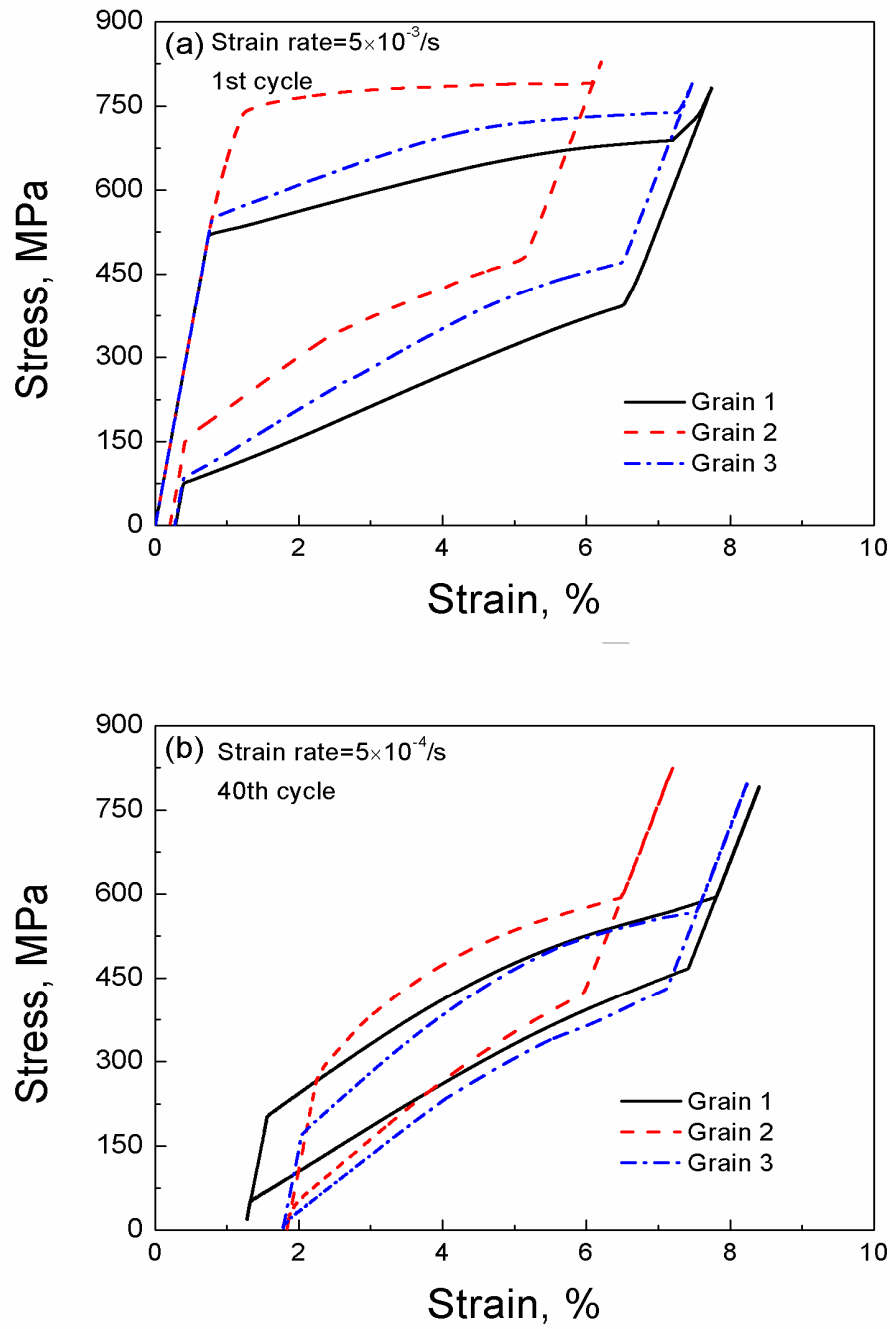 900
750
600
450
300
150
0
Stress, MPa
(a) Strain rate=5×10⁻³/s
1st cycle
Grain 1
Grain 2
Grain 3
0 2 4 6 8 10
Strain, %
900
750
600
450
300
150
0
Stress, MPa
(b) Strain rate=5×10⁻⁴/s
40th cycle
Grain 1
Grain 2
Grain 3
0 2 4 6 8 10
Strain, %